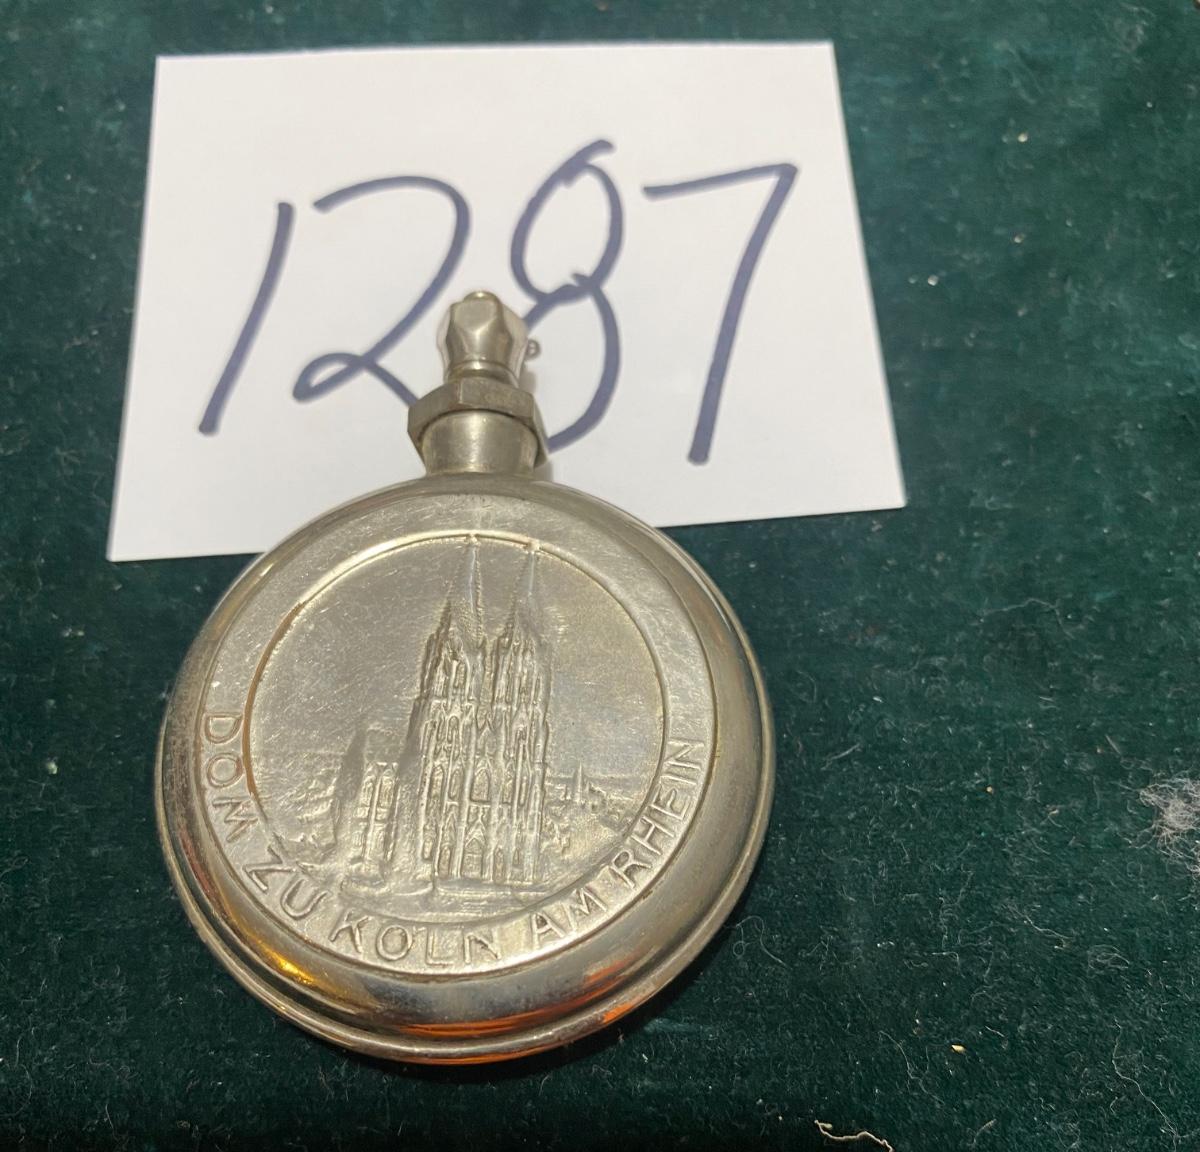 1287
DOM ZU KOLN AM RHEIN